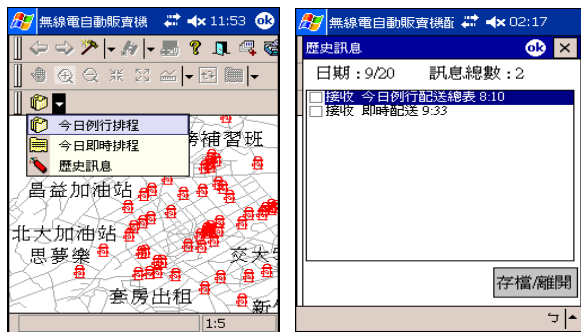 無線電自動販賣機 11:53 ok
今日例行排程
今日即時排程
歷史訊息
補習班
昌益加油站
北大加油站
思夢樂
交大
套房出租
新
1:5
無線電自動販賣機配 02:17
歷史訊息 ok
日期：9/20 訊息總數：2
接收 今日例行配送總表 8:10
接收 即時配送 9:33
存檔/離開
ㄅ